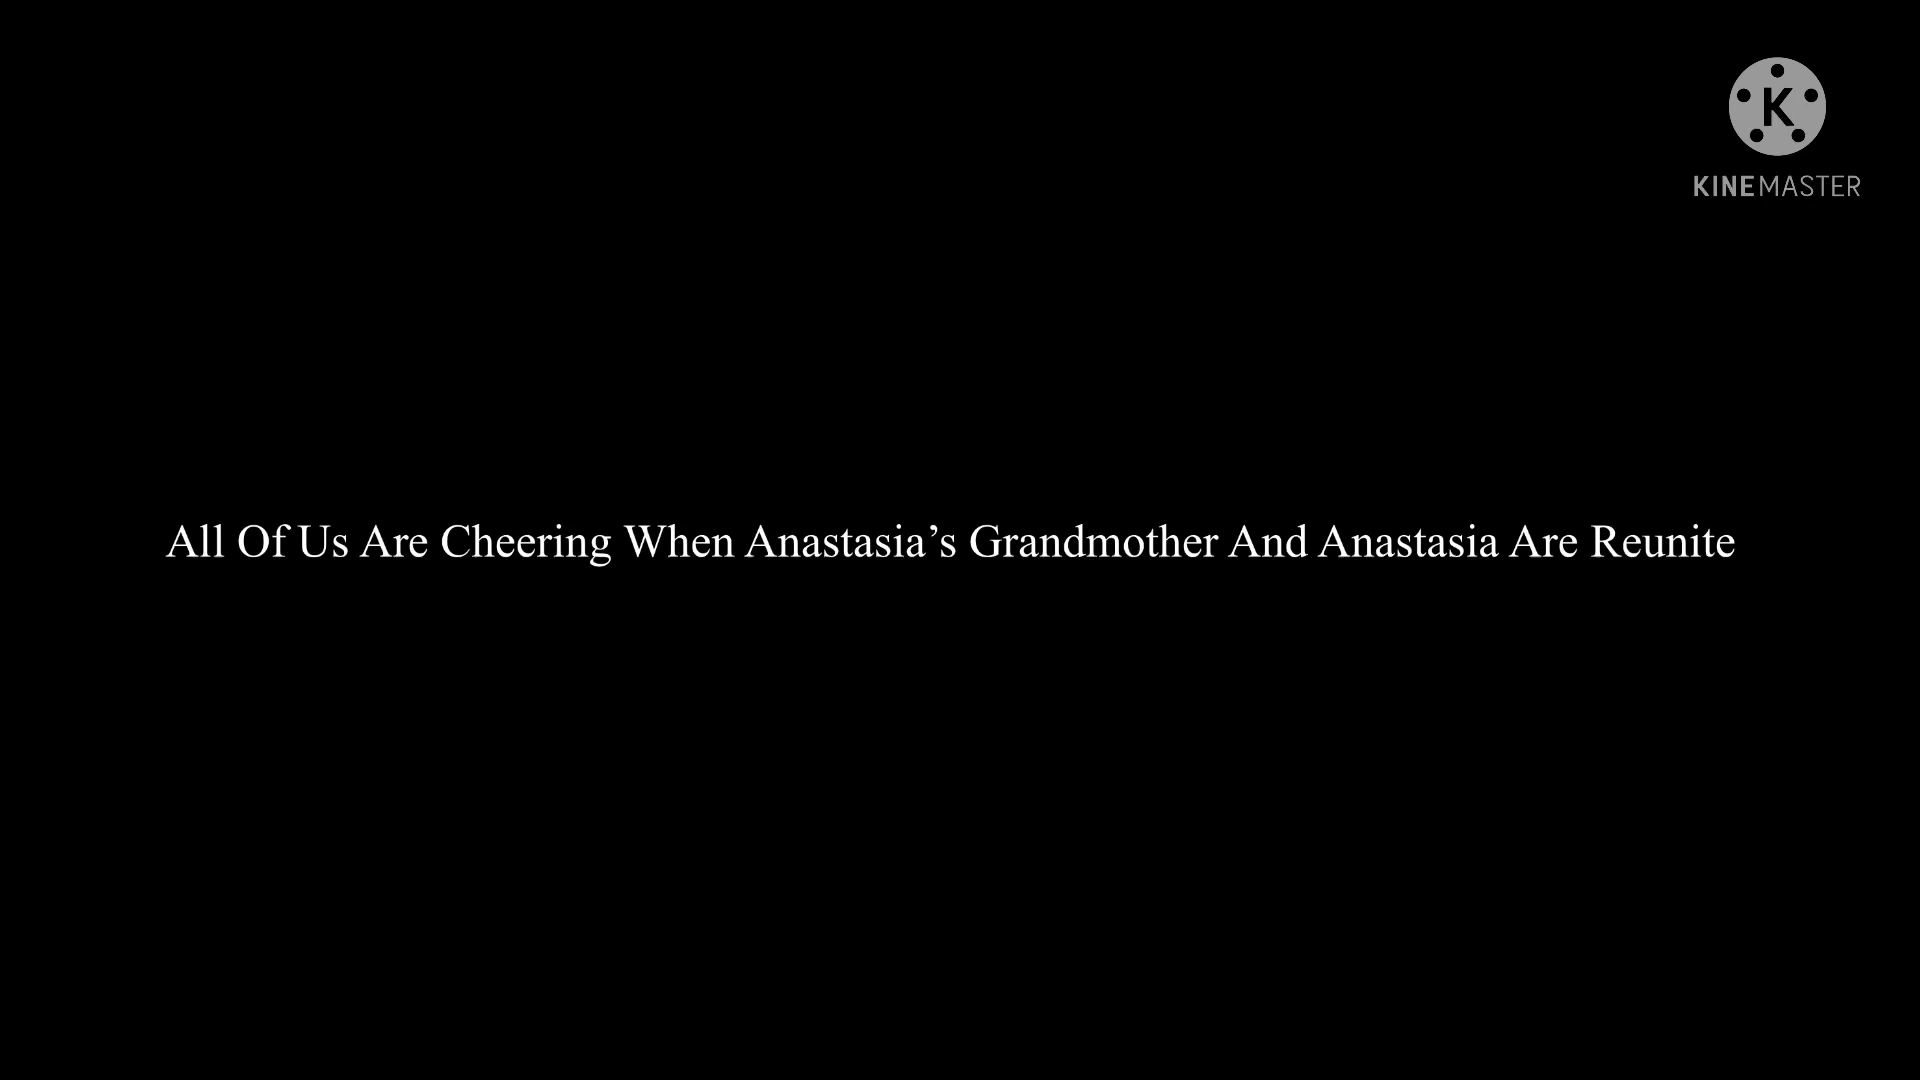 K
KINEMASTER
All Of Us Are Cheering When Anastasia’s Grandmother And Anastasia Are Reunite